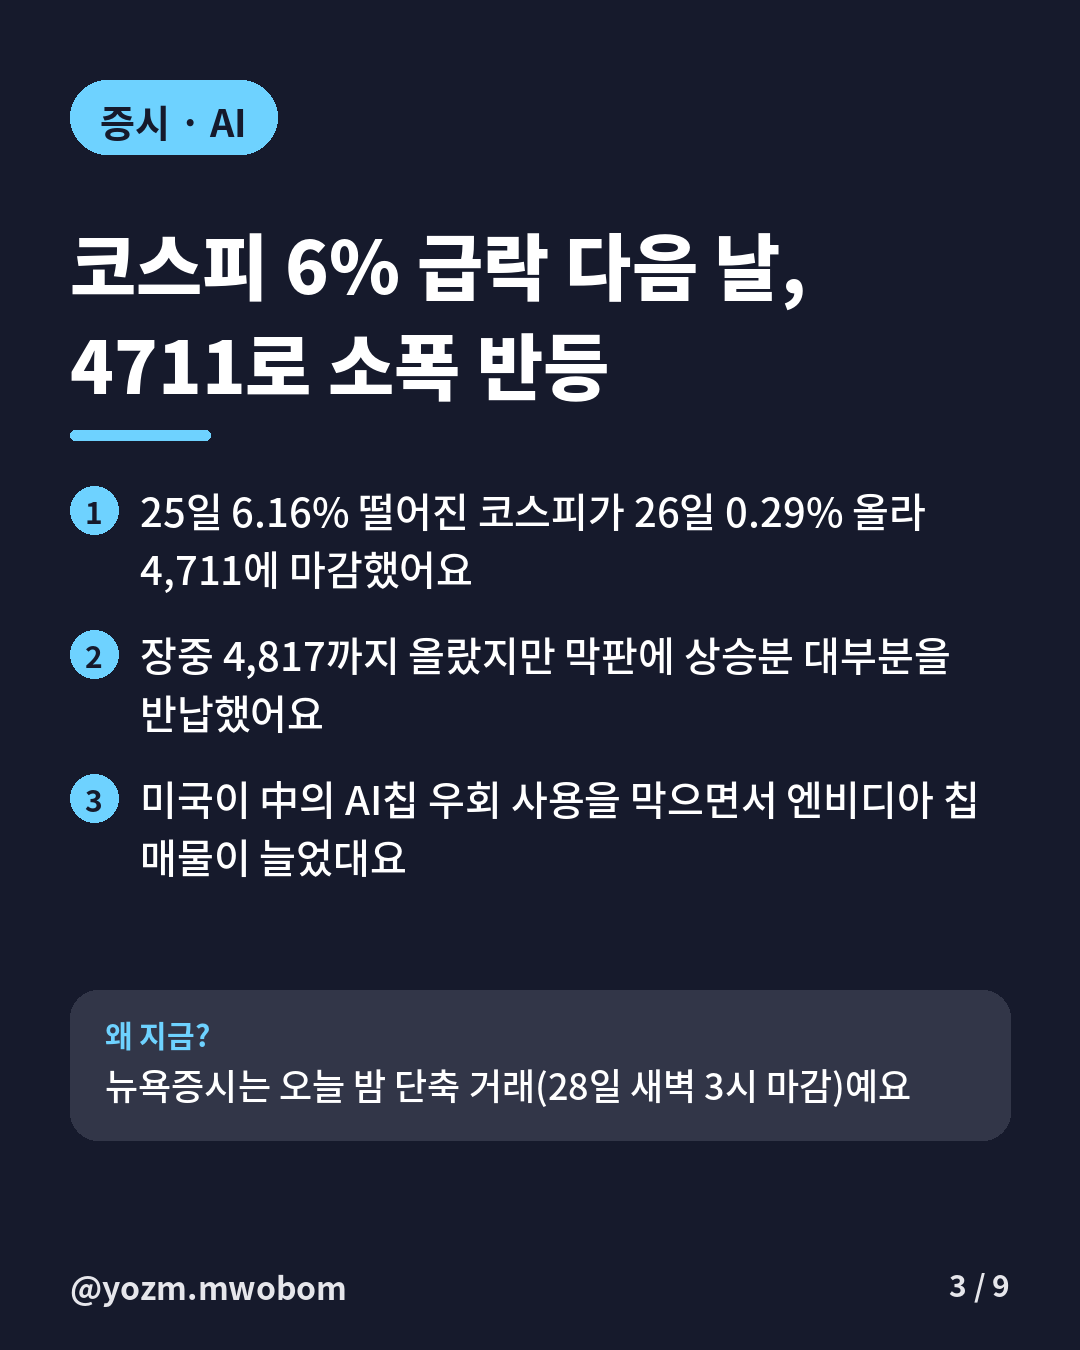 증시 · AI
코스피 6% 급락 다음 날,
4711로 소폭 반등
1 25일 6.16% 떨어진 코스피가 26일 0.29% 올라
4,711에 마감했어요
2 장중 4,817까지 올랐지만 막판에 상승분 대부분을
반납했어요
3 미국이 中의 AI칩 우회 사용을 막으면서 엔비디아 칩
매물이 늘었대요
왜 지금?
뉴욕증시는 오늘 밤 단축 거래(28일 새벽 3시 마감)예요
@yozm.mwobom
3 / 9